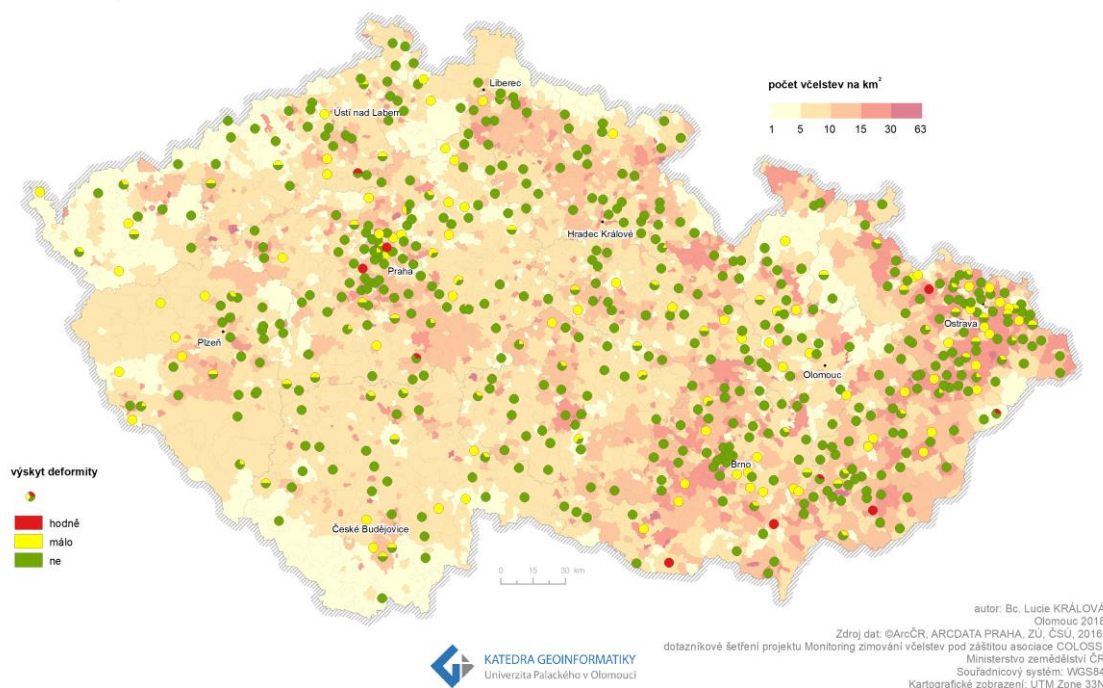 Liberec
Ústí nad Labem
počet včelstev na km²
1 5 10 15 30 63
Hradec Králové
Praha
Ostrava
Plzeň
Olomouc
výskyt deformity
Brno
hodně
málo
ne
České Budějovice
0 15 30 km
autor: Bc. Lucie KRÁLOVÁ
Olomouc 2018
Zdroj dat: ©ArcČR, ARCDATA PRAHA, ZÚ, ČSÚ, 2016,
dotazníkové šetření projektu Monitoring zimování včelstev pod záštitou asociace COLOSS,
Ministerstvo zemědělství ČR
Souřadnicový systém: WGS84
Kartografické zobrazení: UTM Zone 33N
KATEDRA GEOINFORMATIKY
Univerzita Palackého v Olomouci